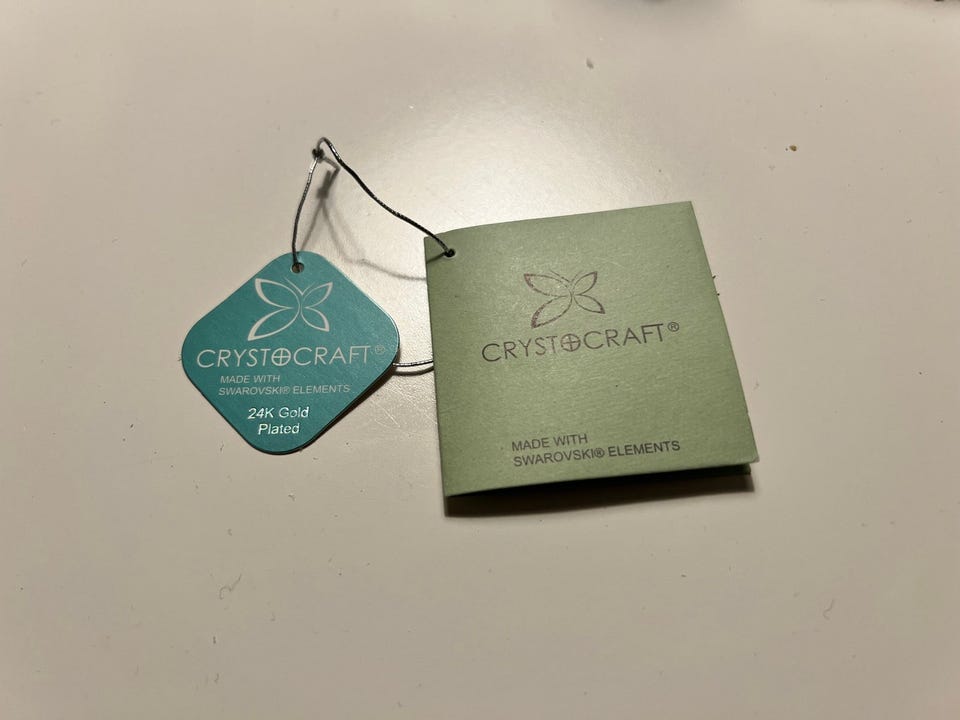 CRYSTOCRAFT®
MADE WITH
SWAROVSKI® ELEMENTS
24K Gold
Plated
CRYSTOCRAFT®
MADE WITH
SWAROVSKI® ELEMENTS